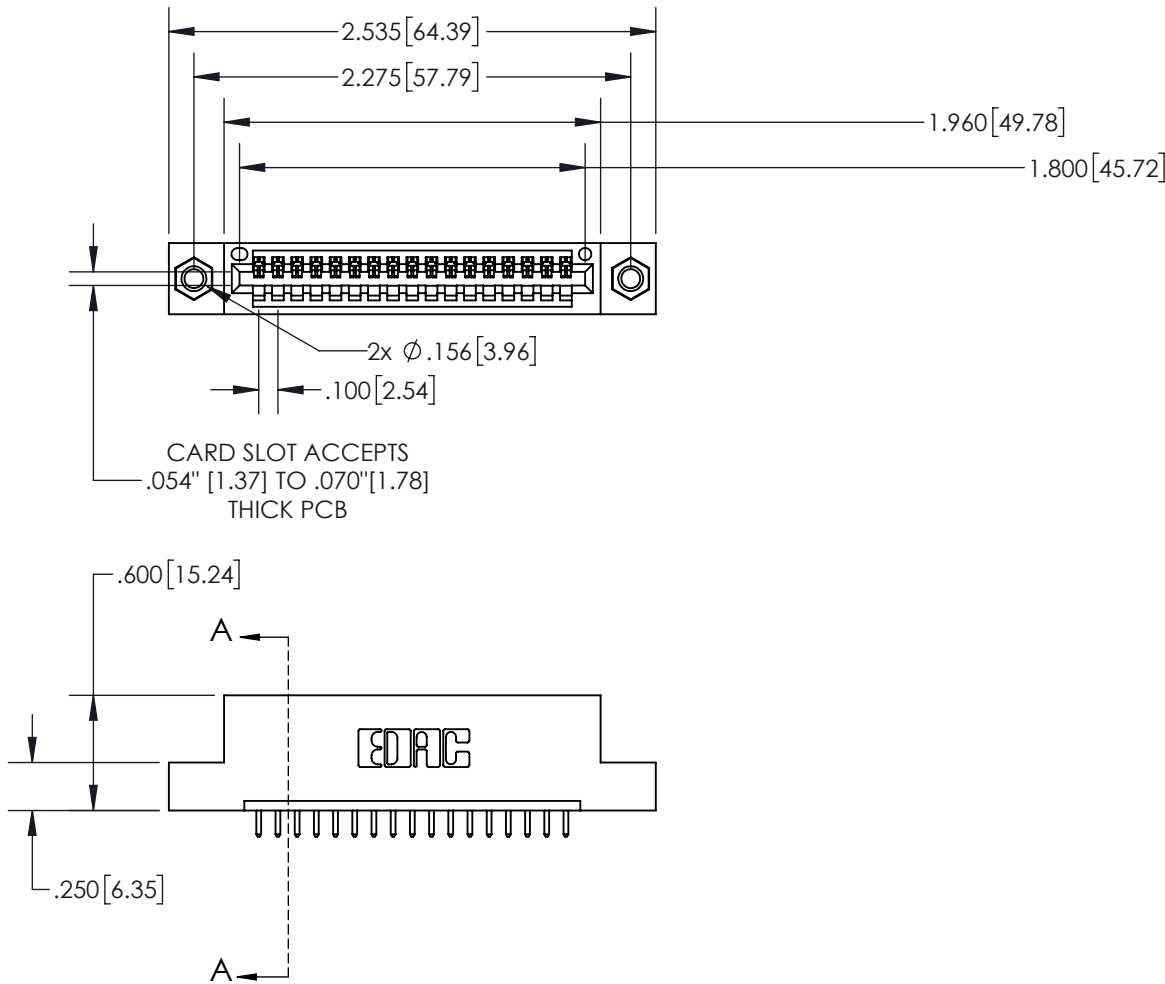 2.535[64.39]
2.275[57.79]
1.960[49.78]
1.800[45.72]
2x ∅.156[3.96]
.100[2.54]
CARD SLOT ACCEPTS
.054" [1.37] TO .070"[1.78]
THICK PCB
.600[15.24]
A
EDAC
.250[6.35]
A